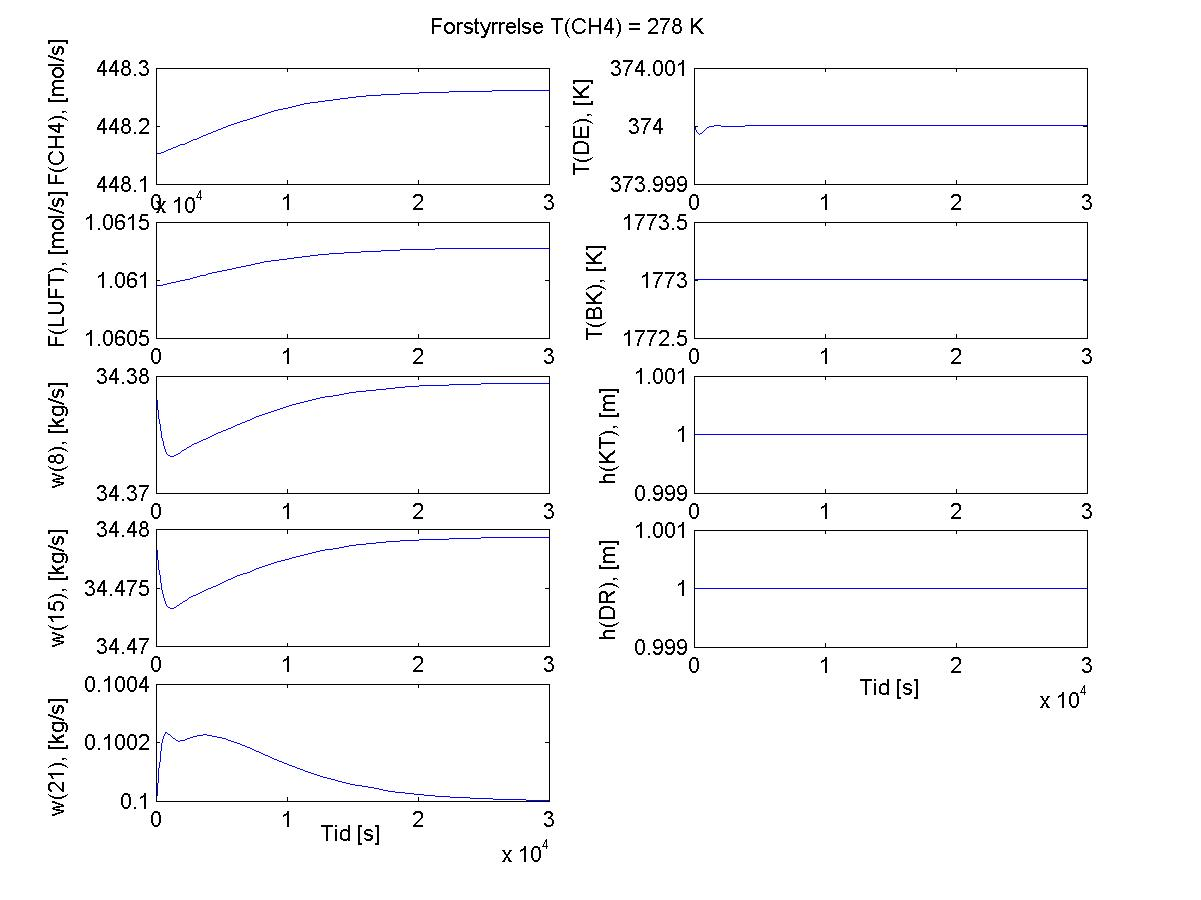 Forstyrrelse T(CH4) = 278 K
F(CH4), [mol/s]
448.3
448.2
448.1
0 1 2 3
T(DE), [K]
374.001
374
373.999
0 1 2 3
x 10^4
F(LUFT), [mol/s]
1.0615
1.061
1.0605
0 1 2 3
T(BK), [K]
1773.5
1773
1772.5
0 1 2 3
w(8), [kg/s]
34.38
34.37
0 1 2 3
h(KT), [m]
1.001
1
0.999
0 1 2 3
w(15), [kg/s]
34.48
34.475
34.47
0 1 2 3
h(DR), [m]
1.001
1
0.999
0 1 2 3
Tid [s]
x 10^4
w(21), [kg/s]
0.1004
0.1002
0.1
0 1 2 3
Tid [s]
x 10^4